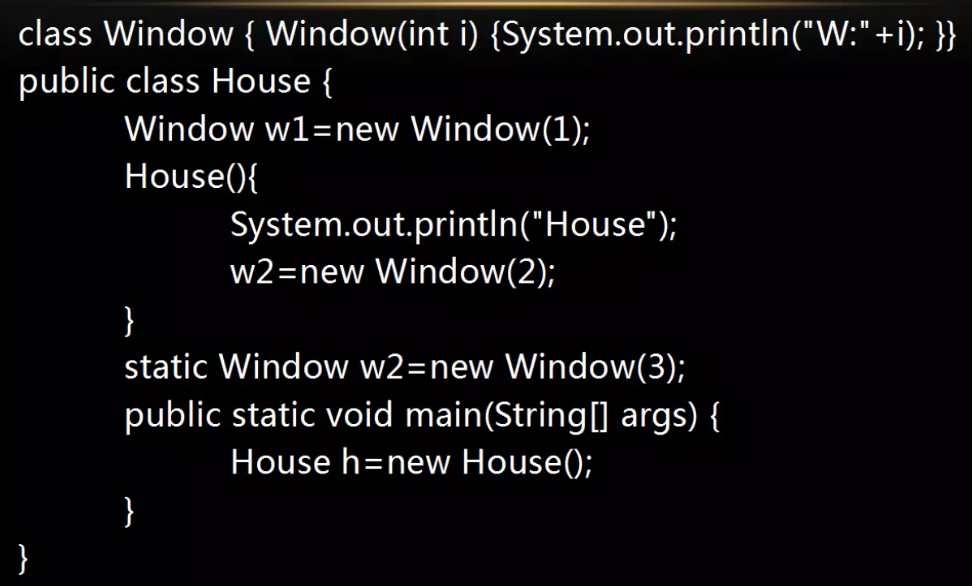 class Window { Window(int i) {System.out.println("W:"+i); }}
public class House {
Window w1=new Window(1);
House(){
System.out.println("House");
w2=new Window(2);
}
static Window w2=new Window(3);
public static void main(String[] args) {
House h=new House();
}
}